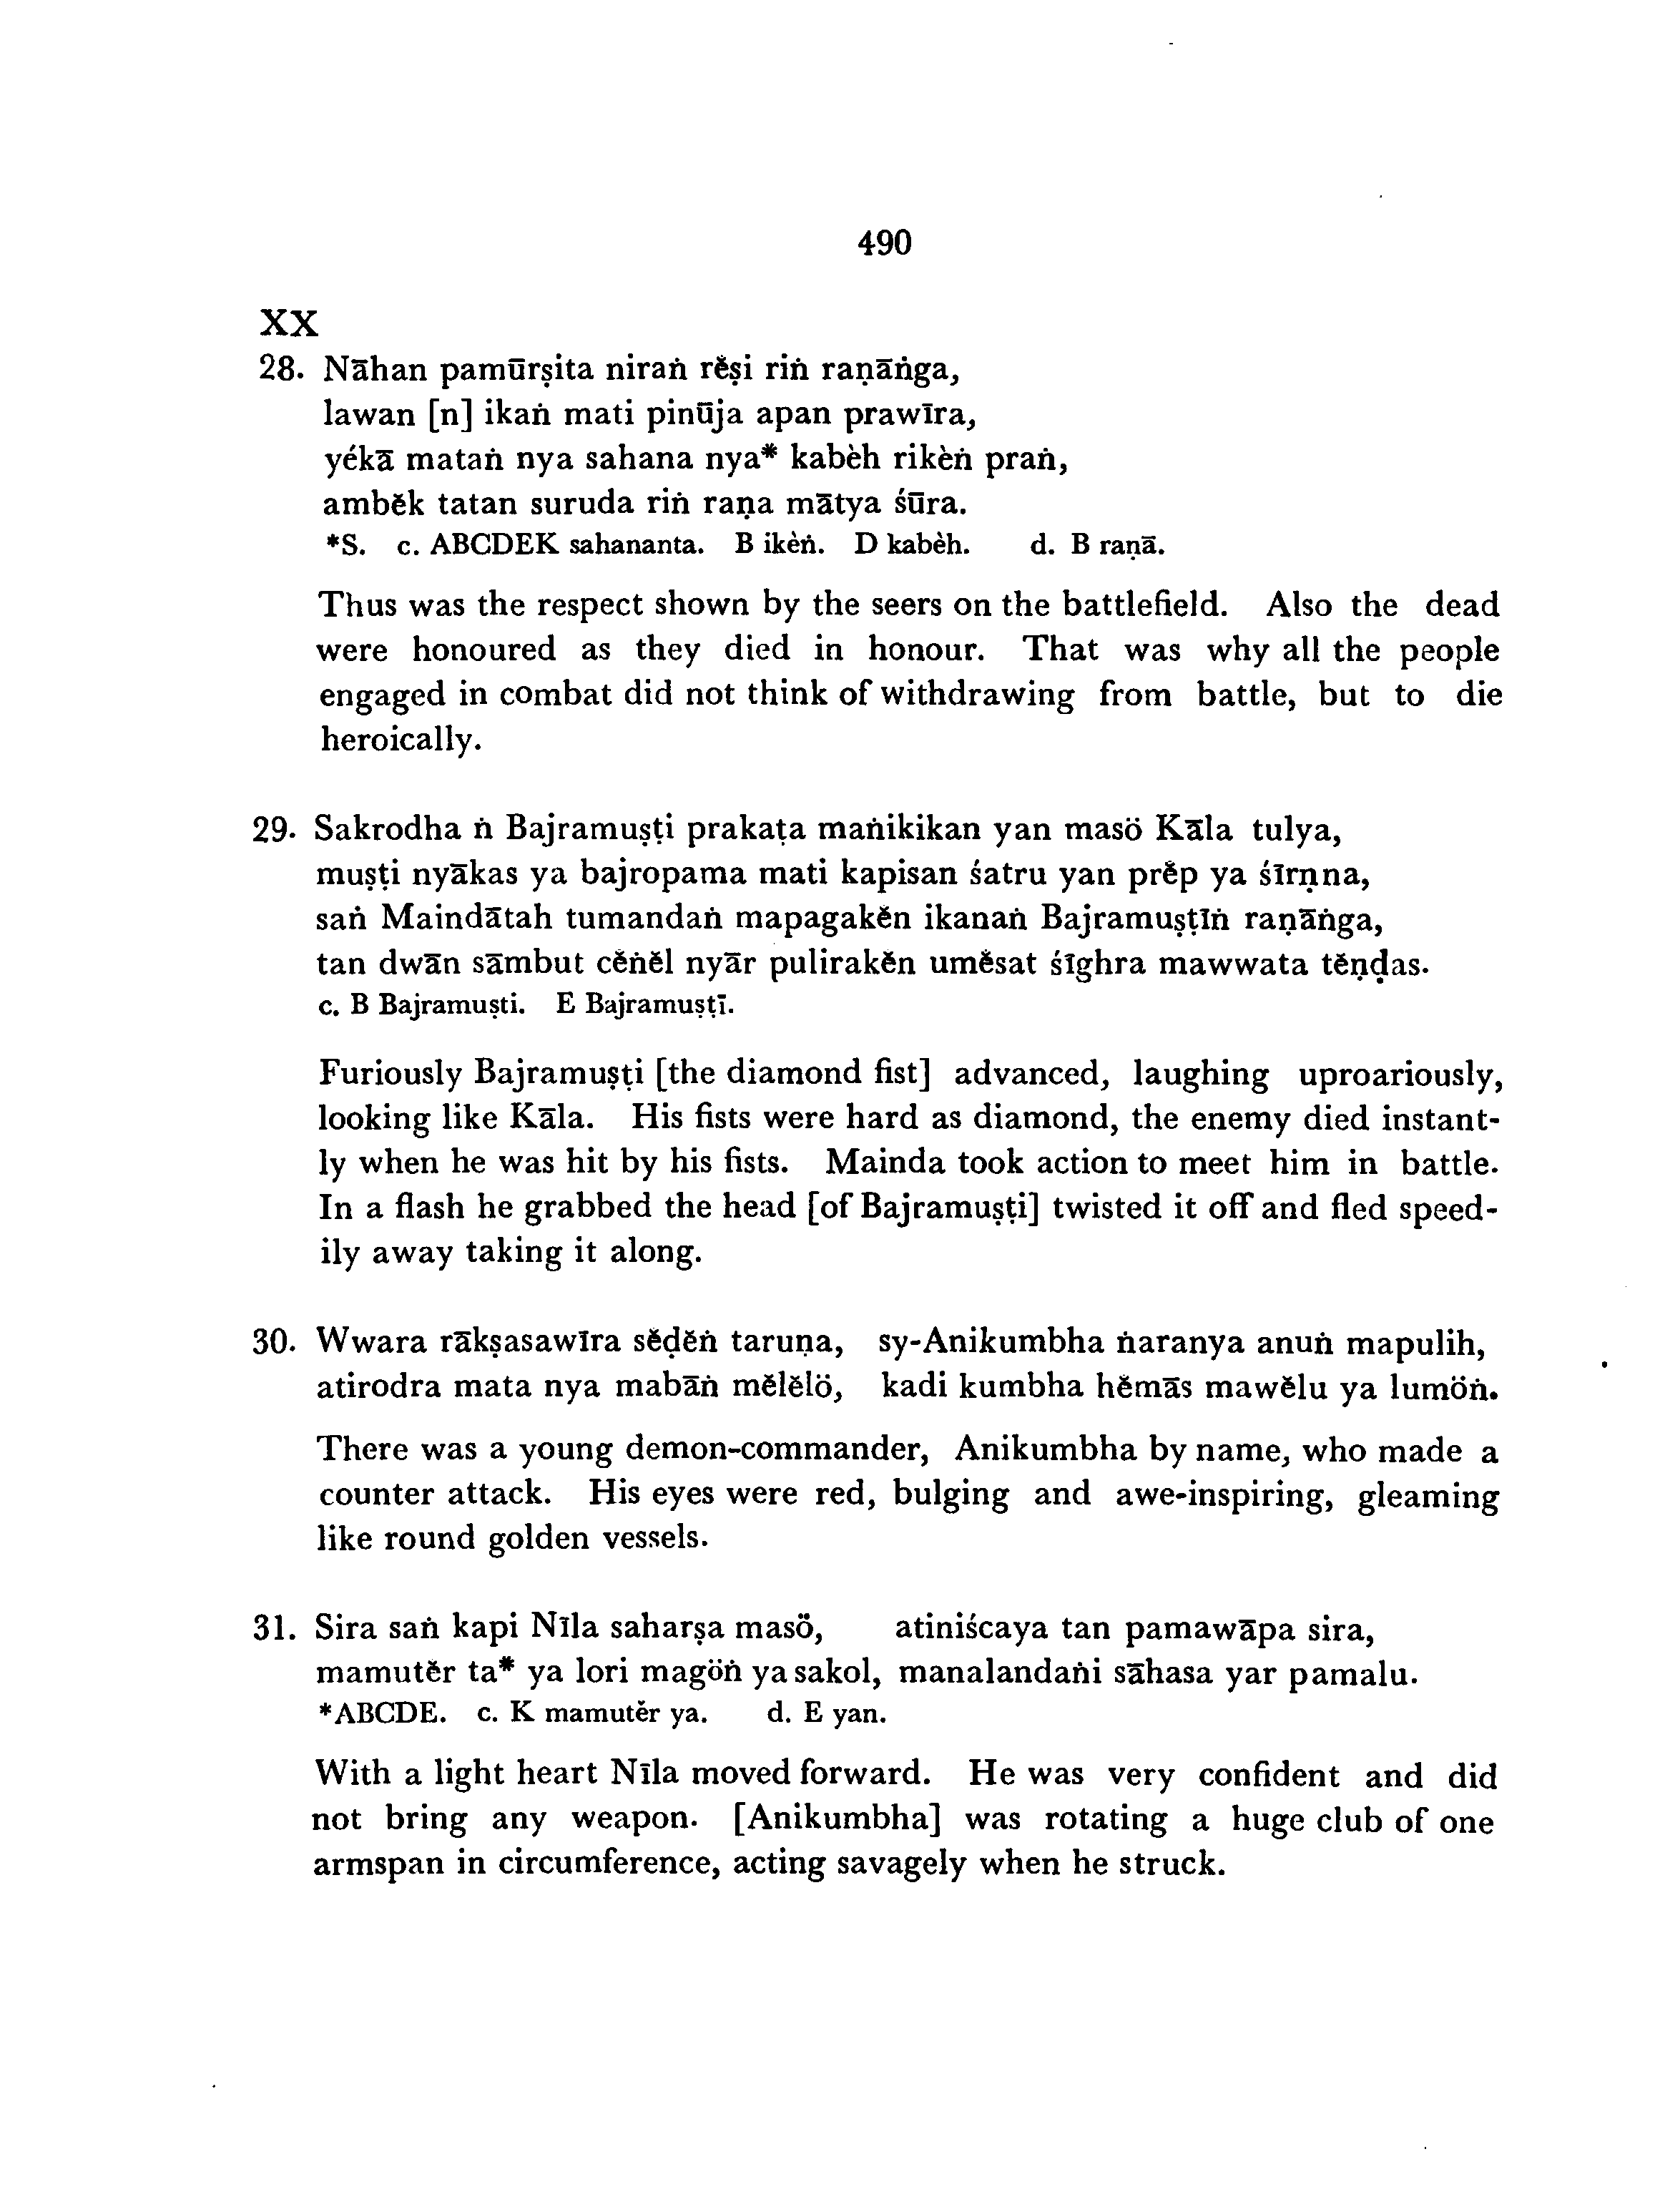 490
XX
28. Nāhan pamūrṣita niraṅ rĕṣi riṅ raṇāṅga,
lawan [n] ikaṅ mati pinūja apan prawīra,
yékā mataṅ nya sahana nya* kabèh rikèṅ praṅ,
ambĕk tatan suruda riṅ raṇa mātya śūra.
*S. c. ABCDEK sahananta. B ikèṅ. D kabèh. d. B raṇā.
Thus was the respect shown by the seers on the battlefield. Also the dead
were honoured as they died in honour. That was why all the people
engaged in combat did not think of withdrawing from battle, but to die
heroically.
29. Sakrodha ṅ Bajramuṣṭi prakaṭa maṅikikan yan masö Kāla tulya,
muṣṭi nyākas ya bajropama mati kapisan śatru yan prĕp ya śīrṇna,
saṅ Maindātah tumandaṅ mapagakĕn ikanaṅ Bajramuṣṭīṅ raṇāṅga,
tan dwān sāmbut cĕṅĕl nyār pulirakĕn umĕsat śīghra mawwata tĕṇḍas.
c. B Bajramuṣti. E Bajramuṣṭī.
Furiously Bajramuṣṭi [the diamond fist] advanced, laughing uproariously,
looking like Kāla. His fists were hard as diamond, the enemy died instant-
ly when he was hit by his fists. Mainda took action to meet him in battle.
In a flash he grabbed the head [of Bajramuṣṭi] twisted it off and fled speed-
ily away taking it along.
30. Wwara rākṣasawīra sĕḍĕṅ taruṇa, sy-Anikumbha ṅaranya anuṅ mapulih,
atirodra mata nya mabāṅ mĕlĕlö, kadi kumbha hĕmās mawĕlu ya lumöṅ.
There was a young demon-commander, Anikumbha by name, who made a
counter attack. His eyes were red, bulging and awe-inspiring, gleaming
like round golden vessels.
31. Sira saṅ kapi Nīla saharṣa masö, atiniścaya tan pamawāpa sira,
mamutĕr ta* ya lori magöṅ ya sakol, manalandaṅi sāhasa yar pamalu.
*ABCDE. c. K mamutĕr ya. d. E yan.
With a light heart Nīla moved forward. He was very confident and did
not bring any weapon. [Anikumbha] was rotating a huge club of one
armspan in circumference, acting savagely when he struck.